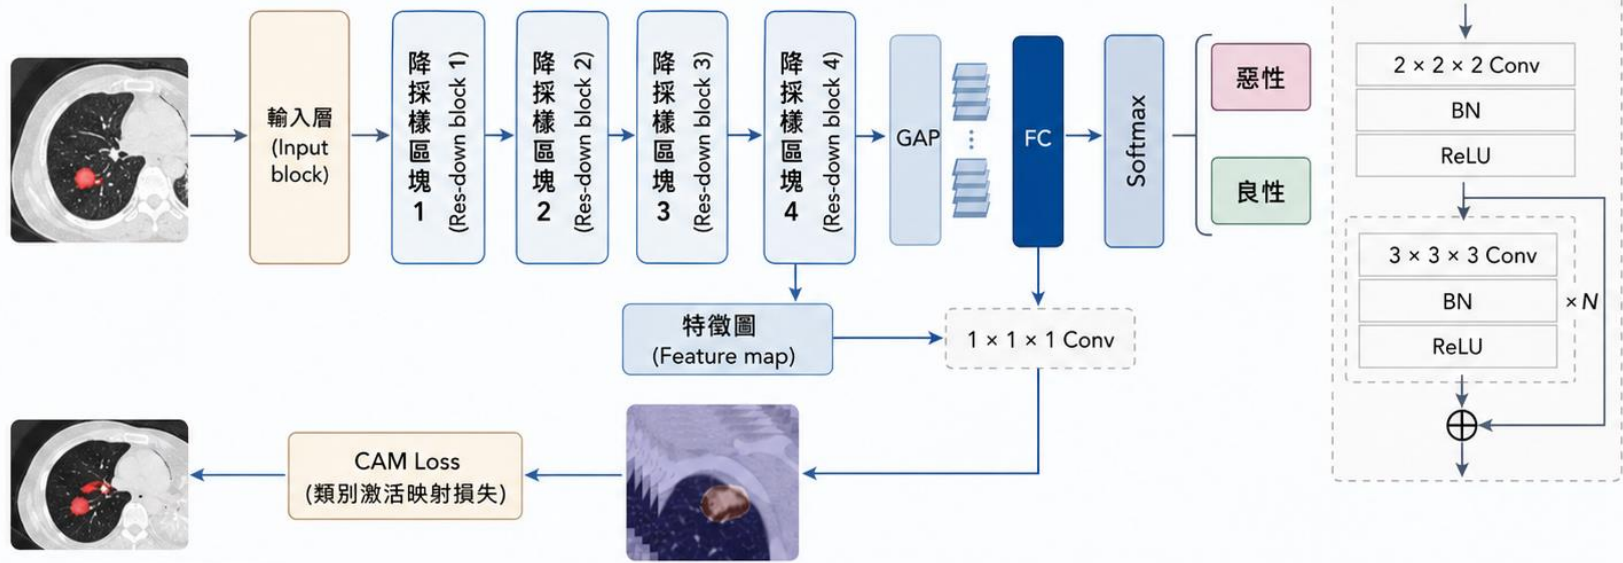 輸入層
(Input
block)
降採樣區塊1
(Res-down block 1)
降採樣區塊2
(Res-down block 2)
降採樣區塊3
(Res-down block 3)
降採樣區塊4
(Res-down block 4)
GAP
FC
Softmax
惡性
良性
特徵圖
(Feature map)
1 × 1 × 1 Conv
CAM Loss
(類別激活映射損失)
2 × 2 × 2 Conv
BN
ReLU
3 × 3 × 3 Conv
BN
ReLU
× N